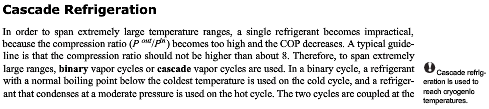 Cascade Refrigeration
In order to span extremely large temperature ranges, a single refrigerant becomes impractical,
because the compression ratio (P^out/P^in) becomes too high and the COP decreases. A typical guide-
line is that the compression ratio should not be higher than about 8. Therefore, to span extremely
large ranges, binary vapor cycles or cascade vapor cycles are used. In a binary cycle, a refrigerant
with a normal boiling point below the coldest temperature is used on the cold cycle, and a refriger-
ant that condenses at a moderate pressure is used on the hot cycle. The two cycles are coupled at the
Cascade refrig-
eration is used to
reach cryogenic
temperatures.